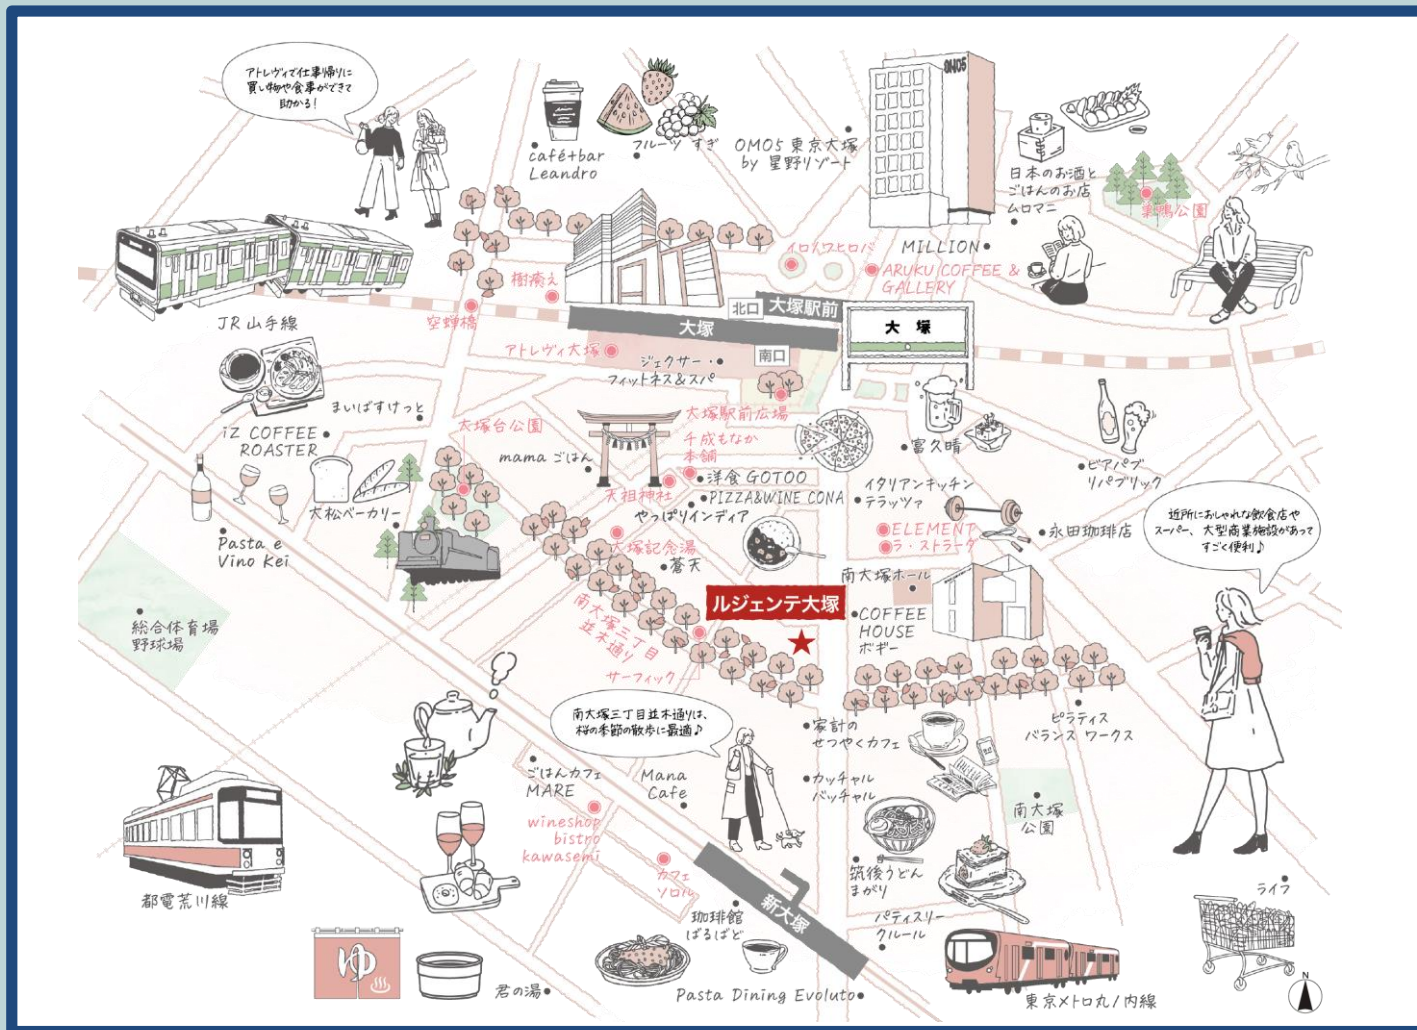 アトレヴィで仕事帰りに
買い物や食事ができて
助かる!
café+bar
Leandro
フルーツ すぎ
OMO5 東京大塚
by 星野リゾート
OMO5
日本のお酒と
ごはんのお店
ムロマニ
巣鴨公園
イロノワヒロバ
MILLION
ARUKU COFFEE &
GALLERY
樹癒え
空蝉橋
JR 山手線
北口
大塚駅前
大塚
大塚
アトレヴィ大塚
ジェクサー・
フィットネス&スパ
南口
大塚駅前広場
まいばすけっと
iZ COFFEE
ROASTER
大塚台公園
mama ごはん
千成もなか
本舗
洋食 GOTOO
天祖神社
PIZZA&WINE CONA
やっぱりインディア
富久晴
ビアパブ
リパブリック
イタリアンキッチン
テラッツァ
大松ベーカリー
Pasta e
Vino Kei
大塚記念湯
蒼天
ELEMENT
ラ・ストラーダ
永田珈琲店
近所におしゃれな飲食店や
スーパー、大型商業施設があって
すごく便利♪
南大塚ホール
ルジェンテ大塚
COFFEE
HOUSE
ボギー
総合体育場
野球場
南大塚三丁目
並木通り
サーフィック
南大塚三丁目並木通りは、
桜の季節の散歩に最適♪
家計の
せつやくカフェ
ピラティス
バランス ワークス
ごはんカフェ
MARE
Mana
Cafe
カッチャル
バッチャル
南大塚
公園
wineshop
bistro
kawasemi
カフェ
ソロル
筑後うどん
まがり
新大塚
都電荒川線
珈琲館
ぱるぱど
パティスリー
クルール
ライフ
ゆ
君の湯
Pasta Dining Evoluto
東京メトロ丸ノ内線
N